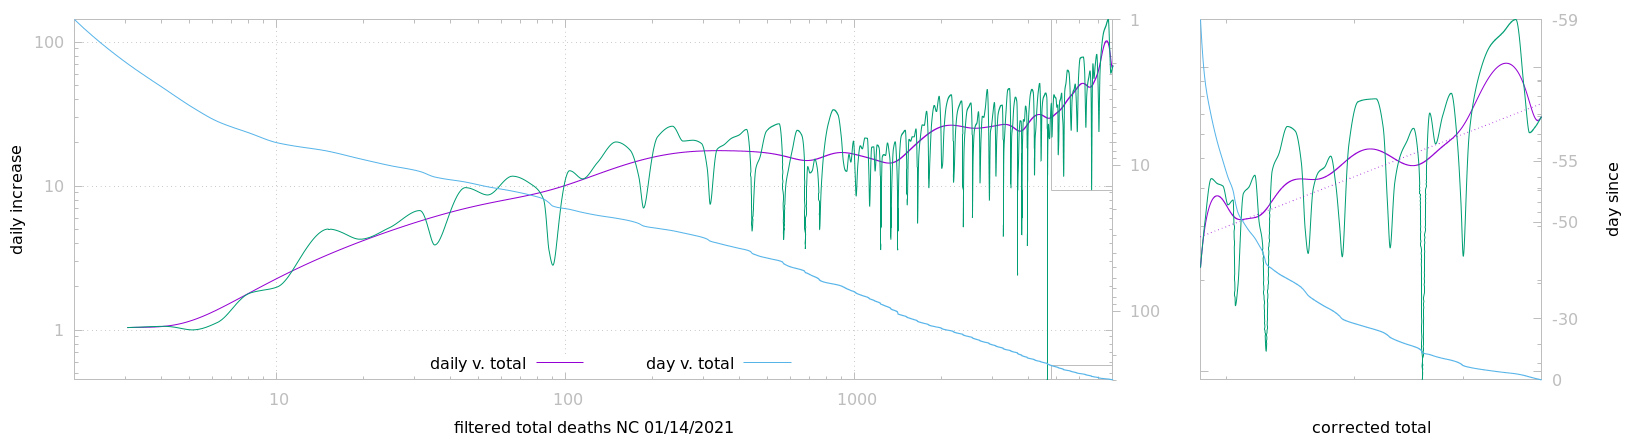 daily increase
100
10
1
daily v. total
day v. total
10
100
1000
filtered total deaths NC 01/14/2021
1
10
100
-59
-55
-50
-30
0
day since
corrected total